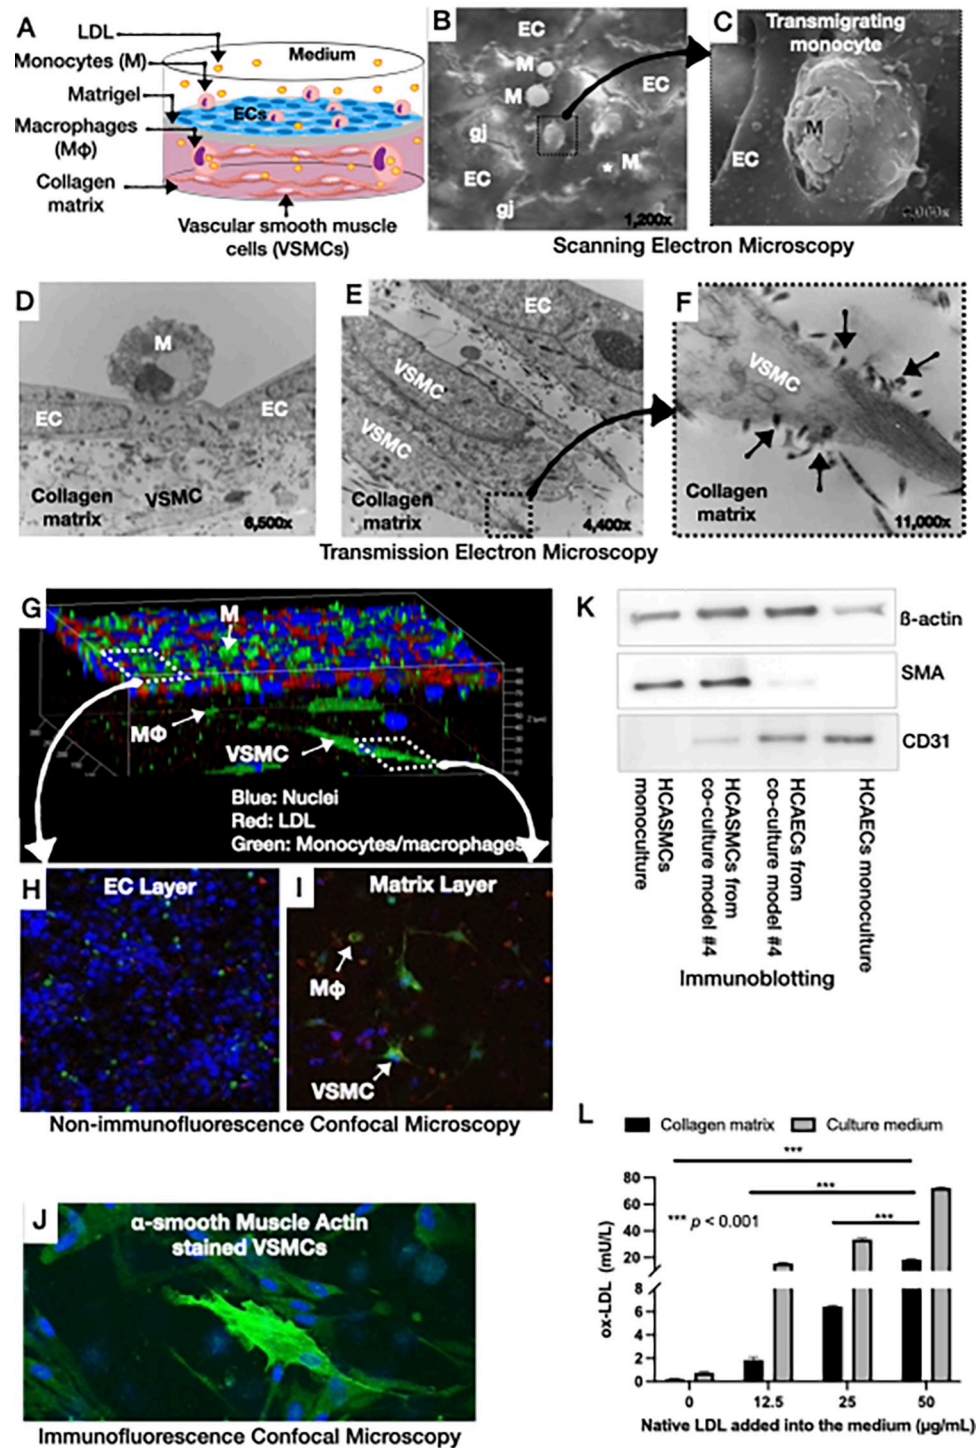 A
LDL
Monocytes (M)
Matrigel
Macrophages
(MΦ)
Collagen
matrix
Medium
ECs
Vascular smooth muscle
cells (VSMCs)
B
EC
M
M
EC
gj
M
*
EC
gj
1,200x
C
Transmigrating
monocyte
M
EC
Scanning Electron Microscopy
D
M
EC
EC
Collagen
matrix
VSMC
6,500x
E
EC
VSMC
VSMC
Collagen
matrix
4,400x
F
VSMC
Collagen
matrix
11,000x
Transmission Electron Microscopy
G
M
MΦ
VSMC
Blue: Nuclei
Red: LDL
Green: Monocytes/macrophages
H
EC Layer
I
Matrix Layer
MΦ
VSMC
Non-immunofluorescence Confocal Microscopy
J
α-smooth Muscle Actin
stained VSMCs
Immunofluorescence Confocal Microscopy
K
ß-actin
SMA
CD31
HCASMCs
monoculture
HCASMCs from
co-culture model #4
HCAECs from
co-culture model #4
HCAECs monoculture
Immunoblotting
L
Collagen matrix
Culture medium
***
***
***
*** p < 0.001
ox-LDL (mU/L)
80
60
40
20
8
6
4
2
0
0
12.5
25
50
Native LDL added into the medium (µg/mL)